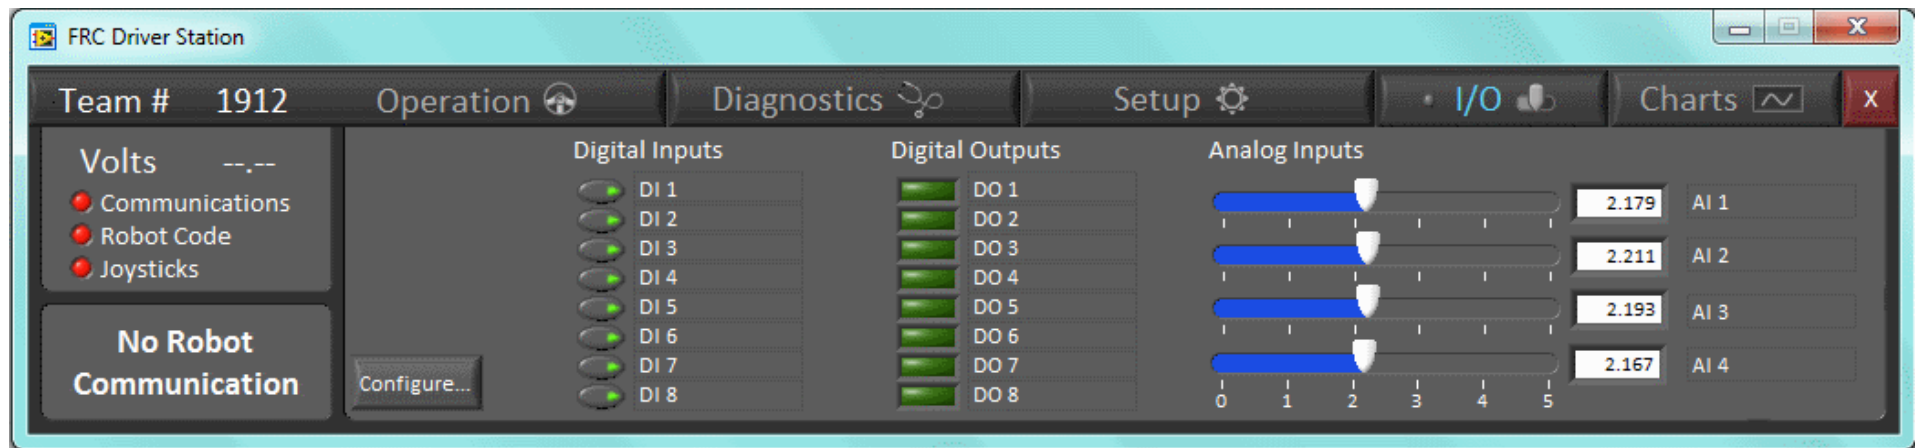 FRC Driver Station
X
Team # 1912
Operation
Diagnostics
Setup
I/O
Charts
X
Volts --.--
Communications
Robot Code
Joysticks
No Robot
Communication
Configure...
Digital Inputs
DI 1
DI 2
DI 3
DI 4
DI 5
DI 6
DI 7
DI 8
Digital Outputs
DO 1
DO 2
DO 3
DO 4
DO 5
DO 6
DO 7
DO 8
Analog Inputs
2.179 AI 1
2.211 AI 2
2.193 AI 3
2.167 AI 4
0 1 2 3 4 5